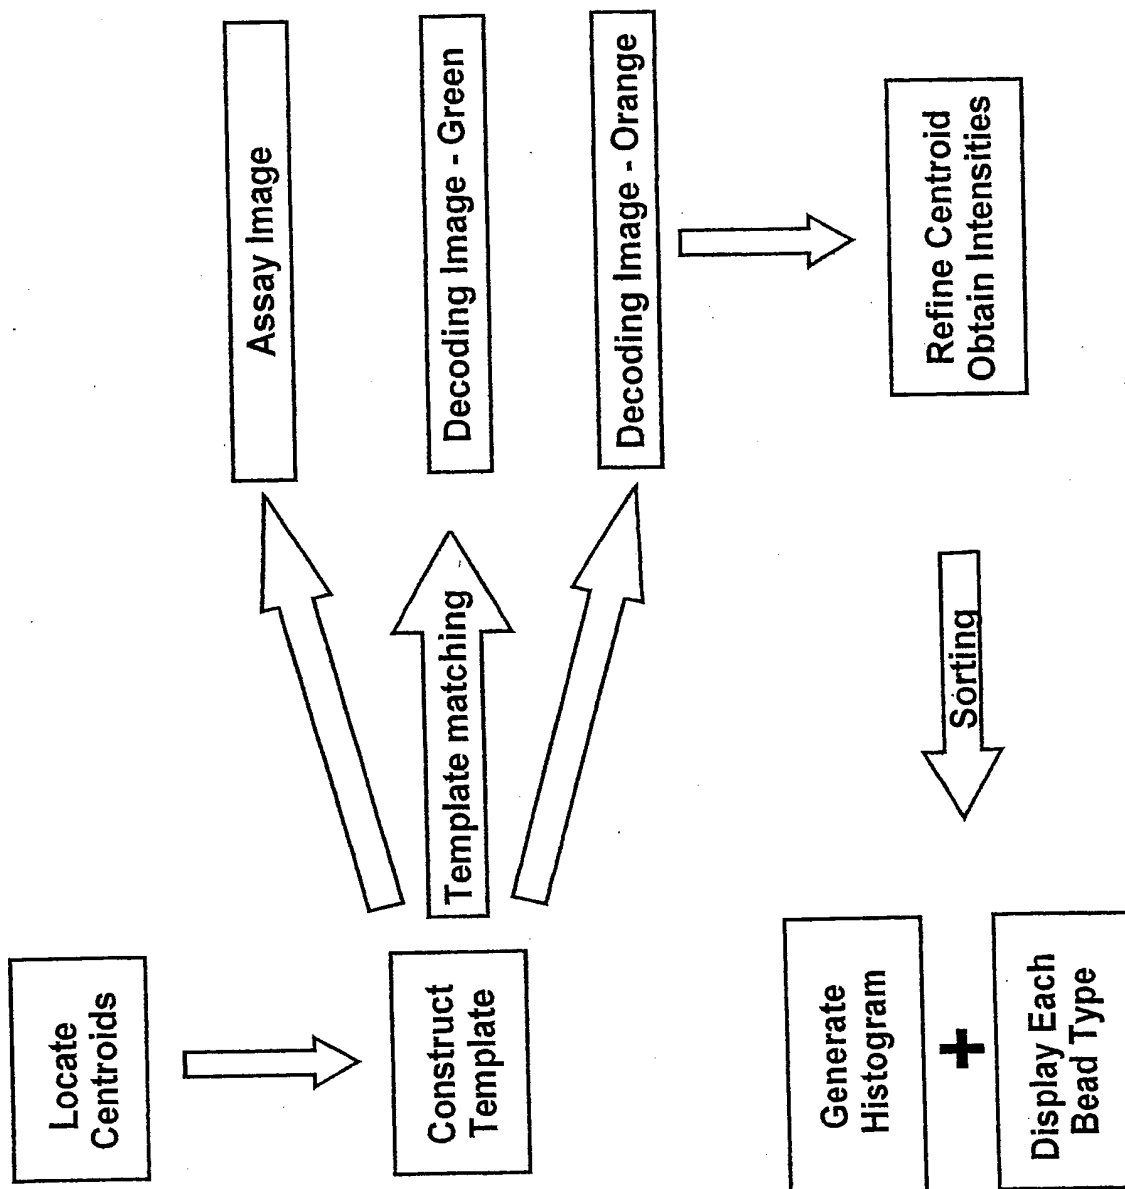 Locate
Centroids
Construct
Template
Template matching
Assay Image
Decoding Image - Green
Decoding Image - Orange
Refine Centroid
Obtain Intensities
Sorting
Generate
Histogram
+
Display Each
Bead Type